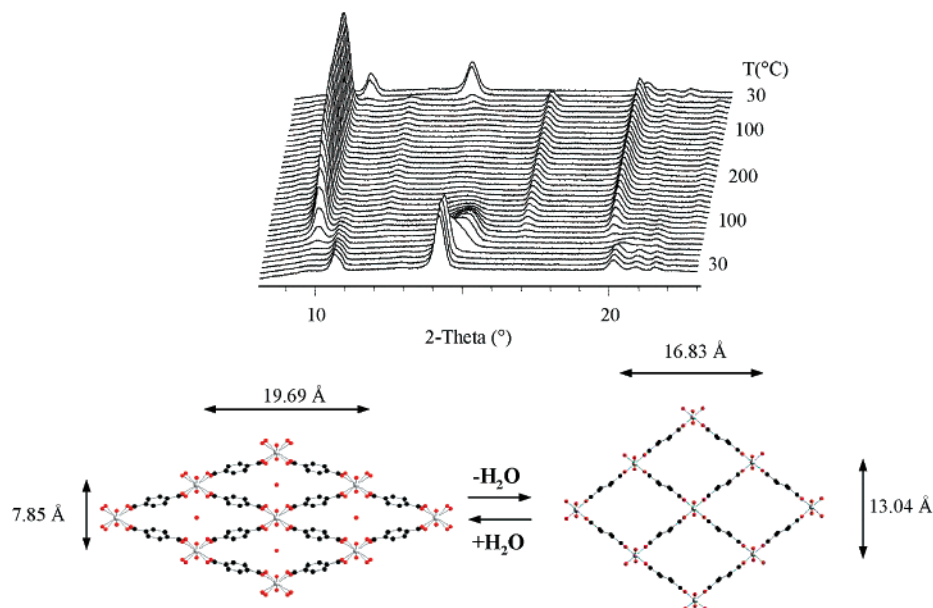 T(°C)
30
100
200
100
30
10
20
2-Theta (°)
16.83 Å
19.69 Å
-H₂O
7.85 Å
13.04 Å
+H₂O